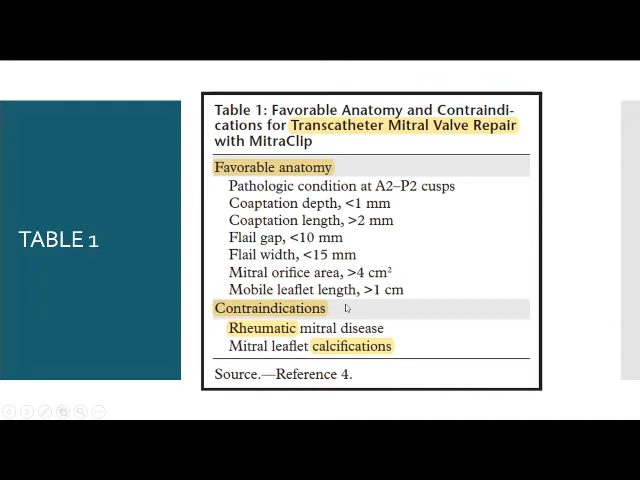 TABLE 1
Table 1: Favorable Anatomy and Contraindi-
cations for Transcatheter Mitral Valve Repair
with MitraClip
Favorable anatomy
Pathologic condition at A2–P2 cusps
Coaptation depth, <1 mm
Coaptation length, >2 mm
Flail gap, <10 mm
Flail width, <15 mm
Mitral orifice area, >4 cm²
Mobile leaflet length, >1 cm
Contraindications
Rheumatic mitral disease
Mitral leaflet calcifications
Source.—Reference 4.